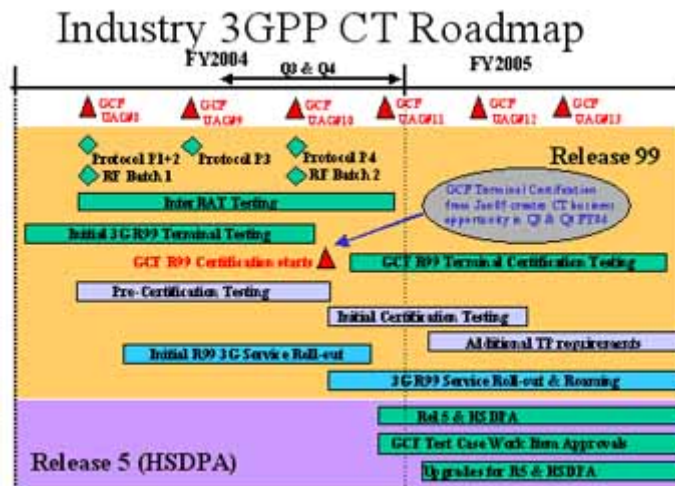 Industry 3GPP CT Roadmap
FY2004
Q3 & Q4
FY2005
GCF
UAG#8
GCF
UAG#9
GCF
UAG#10
GCF
UAG#11
GCF
UAG#12
GCF
UAG#13
Protocol P1+2
Protocol P3
Protocol P4
Release 99
RF Batch 1
RF Batch 2
GCF Terminal Certification
from Jan 05 creates CT business
opportunity in Q3 & Q4 FY04
Inter RAT Testing
Initial 3G R99 Terminal Testing
GCF R99 Certification starts
GCF R99 Terminal Certification Testing
Pre-Certification Testing
Initial Certification Testing
Additional TP requirements
Initial R99 3G Service Roll-out
3G R99 Service Roll-out & Roaming
Rel 5 & HSDPA
GCF Test Case Work Item Approvals
Release 5 (HSDPA)
Upgrades for R5 & HSDPA